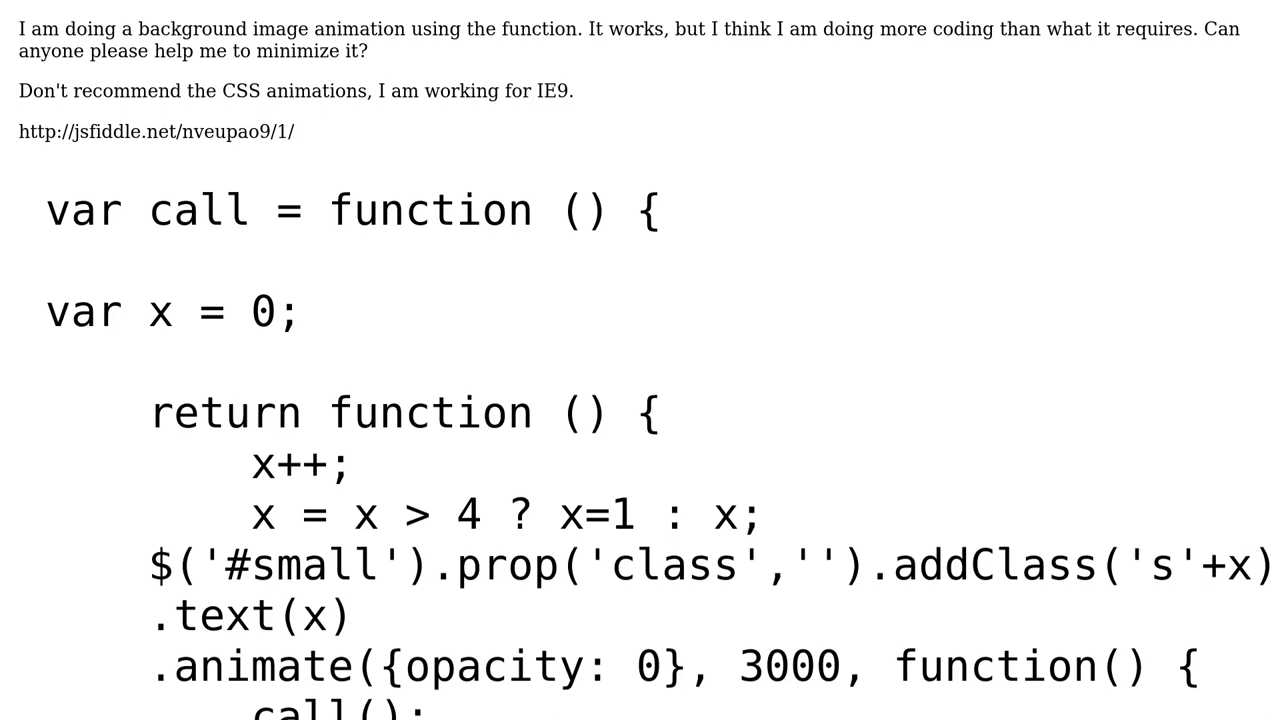 I am doing a background image animation using the function. It works, but I think I am doing more coding than what it requires. Can
anyone please help me to minimize it?
Don't recommend the CSS animations, I am working for IE9.
http://jsfiddle.net/nveupao9/1/
var call = function () {
var x = 0;
return function () {
x++;
x = x > 4 ? x=1 : x;
$('#small').prop('class','').addClass('s'+x)
.text(x)
.animate({opacity: 0}, 3000, function() {
call();